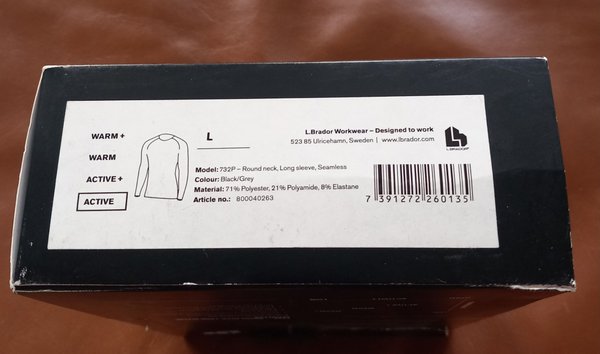 WARM +
WARM
ACTIVE +
ACTIVE
L
Model: 732P – Round neck, Long sleeve, Seamless
Colour: Black/Grey
Material: 71% Polyester, 21% Polyamide, 8% Elastane
Article no.: 800040263
L.Brador Workwear – Designed to work
523 85 Ulricehamn, Sweden | www.lbrador.com
L.BRADOR
7 391272 260135